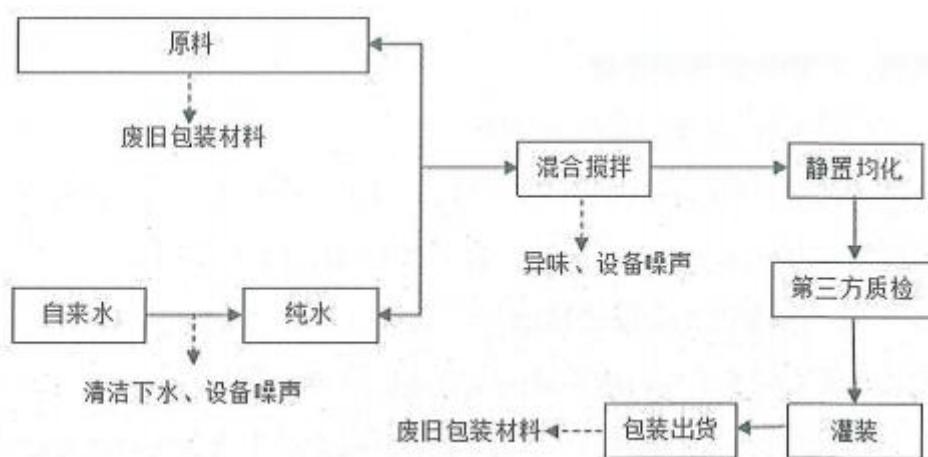 原料
废旧包装材料
混合搅拌
静置均化
异味、设备噪声
第三方质检
自来水
纯水
清洁下水、设备噪声
废旧包装材料
包装出货
灌装